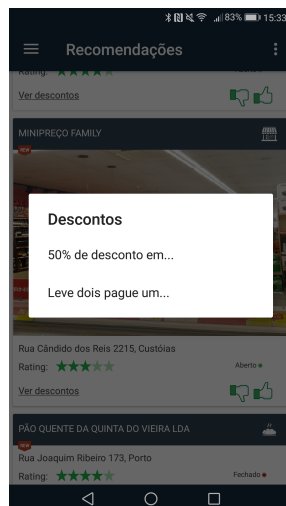 83% 15:33
Recomendações
Rating:
Ver descontos
MINIPREÇO FAMILY
NEW
Descontos
50% de desconto em...
Leve dois pague um...
Rua Cândido dos Reis 2215, Custóias
Rating: Aberto
Ver descontos
PÃO QUENTE DA QUINTA DO VIEIRA LDA
NEW
Rua Joaquim Ribeiro 173, Porto
Rating: Fechado